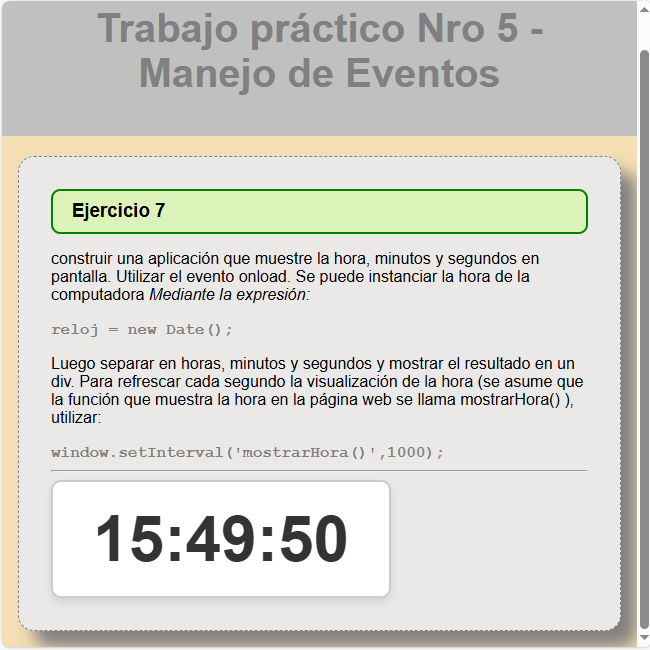 Trabajo práctico Nro 5 -
Manejo de Eventos
Ejercicio 7
construir una aplicación que muestre la hora, minutos y segundos en
pantalla. Utilizar el evento onload. Se puede instanciar la hora de la
computadora Mediante la expresión:
reloj = new Date();
Luego separar en horas, minutos y segundos y mostrar el resultado en un
div. Para refrescar cada segundo la visualización de la hora (se asume que
la función que muestra la hora en la página web se llama mostrarHora() ),
utilizar:
window.setInterval('mostrarHora()',1000);
15:49:50